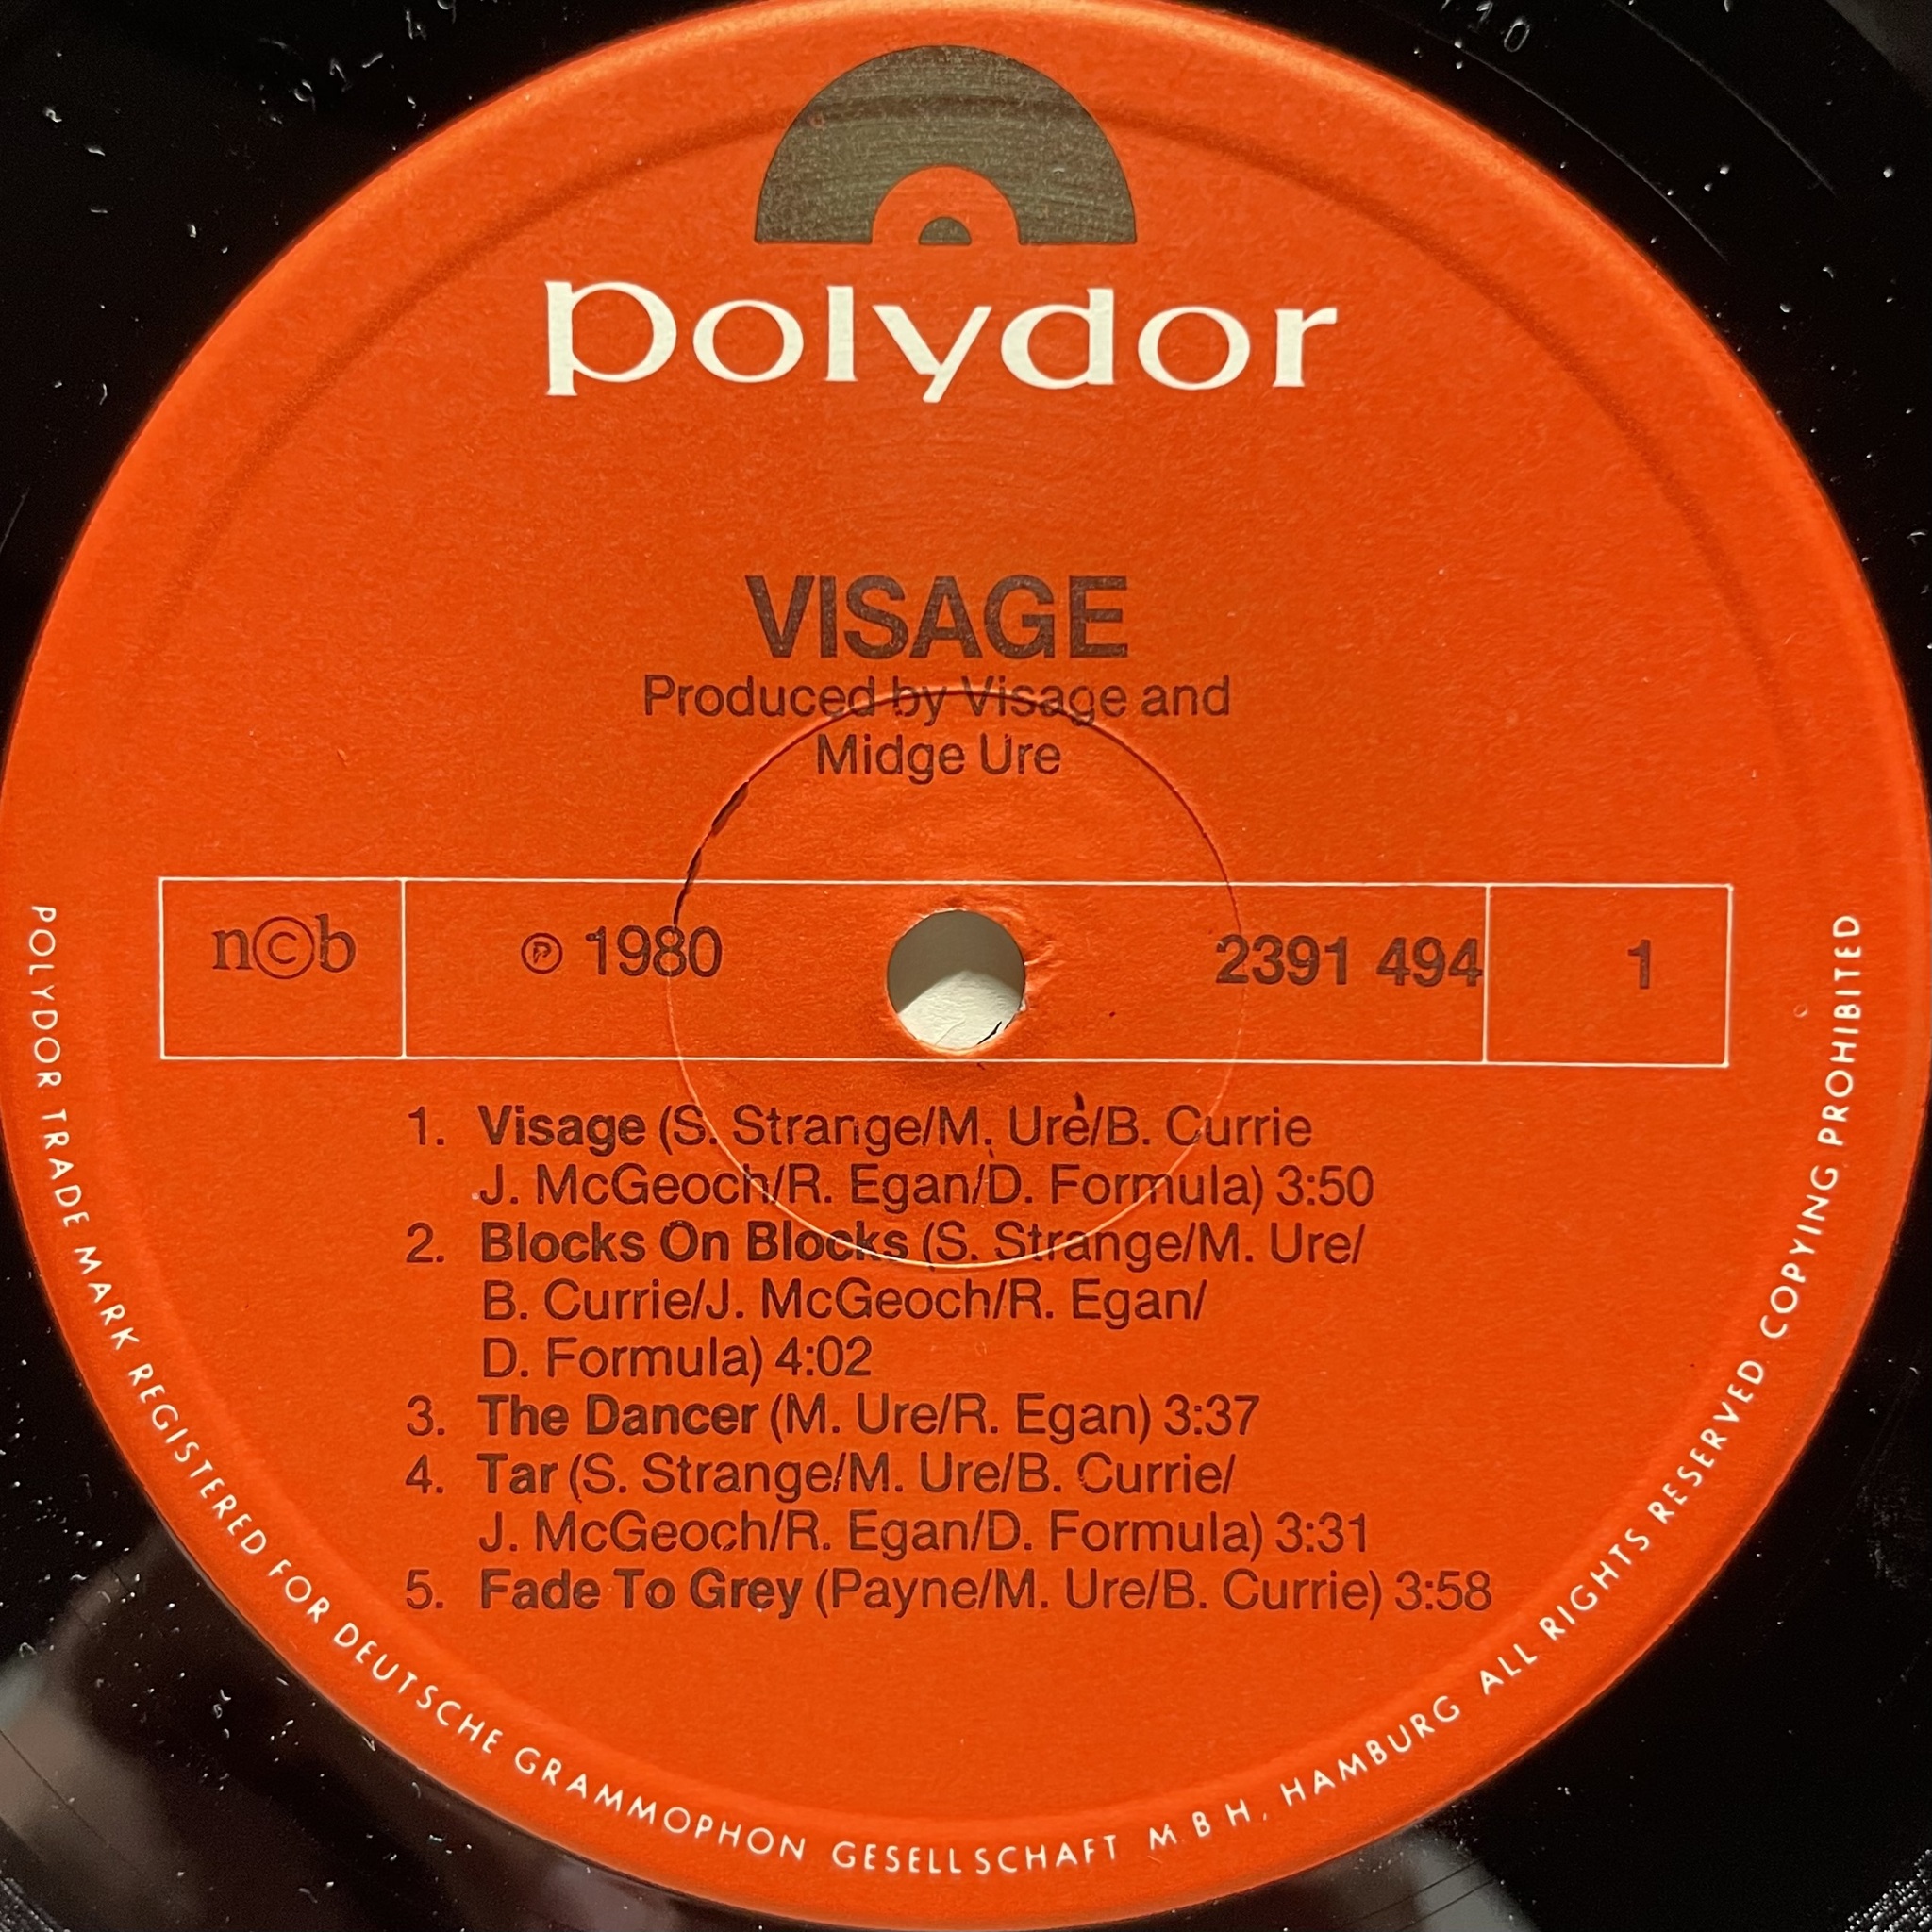 polydor
VISAGE
Produced by Visage and
Midge Ure
n©b
℗ 1980
2391 494
1
1. Visage (S. Strange/M. Ure/B. Currie
J. McGeoch/R. Egan/D. Formula) 3:50
2. Blocks On Blocks (S. Strange/M. Ure/
B. Currie/J. McGeoch/R. Egan/
D. Formula) 4:02
3. The Dancer (M. Ure/R. Egan) 3:37
4. Tar (S. Strange/M. Ure/B. Currie/
J. McGeoch/R. Egan/D. Formula) 3:31
5. Fade To Grey (Payne/M. Ure/B. Currie) 3:58
POLYDOR TRADE MARK REGISTERED FOR DEUTSCHE GRAMMOPHON GESELLSCHAFT M.B.H. HAMBURG ALL RIGHTS RESERVED COPYING PROHIBITED